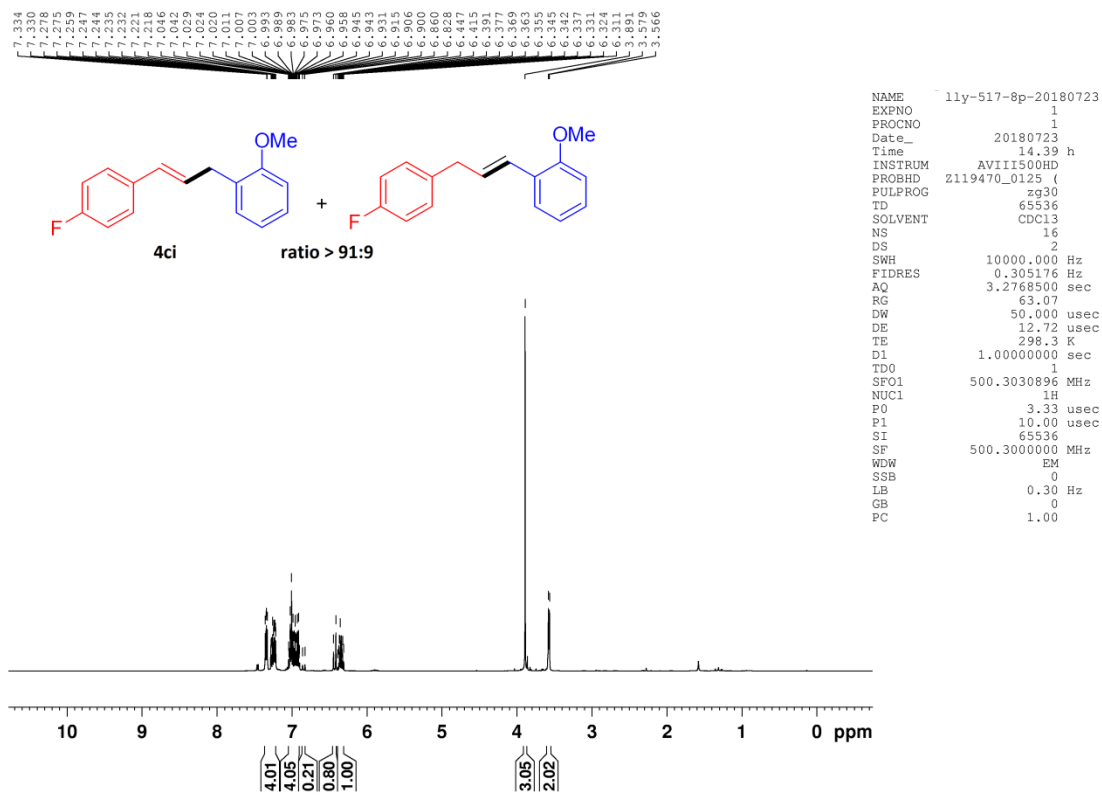 7.334
7.330
7.278
7.275
7.259
7.247
7.244
7.235
7.232
7.221
7.218
7.046
7.042
7.029
7.024
7.020
7.011
7.007
7.003
6.993
6.989
6.983
6.975
6.973
6.960
6.958
6.945
6.943
6.931
6.915
6.906
6.900
6.860
6.828
6.447
6.415
6.391
6.377
6.369
6.363
6.355
6.345
6.342
6.337
6.331
6.324
6.311
3.891
3.579
3.566
NAME 1ly-517-8p-20180723
EXPNO 1
PROCNO 1
Date_ 20180723
Time 14.39 h
INSTRUM AVIII500HD
PROBHD Z119470_0125 (
PULPROG zg30
TD 65536
SOLVENT CDCl3
NS 16
DS 2
SWH 10000.000 Hz
FIDRES 0.305176 Hz
AQ 3.2768500 sec
RG 63.07
DW 50.000 usec
DE 12.72 usec
TE 298.3 K
D1 1.00000000 sec
TD0 1
SFO1 500.3030896 MHz
NUC1 1H
P0 3.33 usec
P1 10.00 usec
SI 65536
SF 500.3000000 MHz
WDW EM
SSB 0
LB 0.30 Hz
GB 0
PC 1.00
OMe
OMe
F
+
F
4ci ratio > 91:9
10 9 8 7 6 5 4 3 2 1 0 ppm
4.01
4.05
0.21
0.80
1.00
3.05
2.02